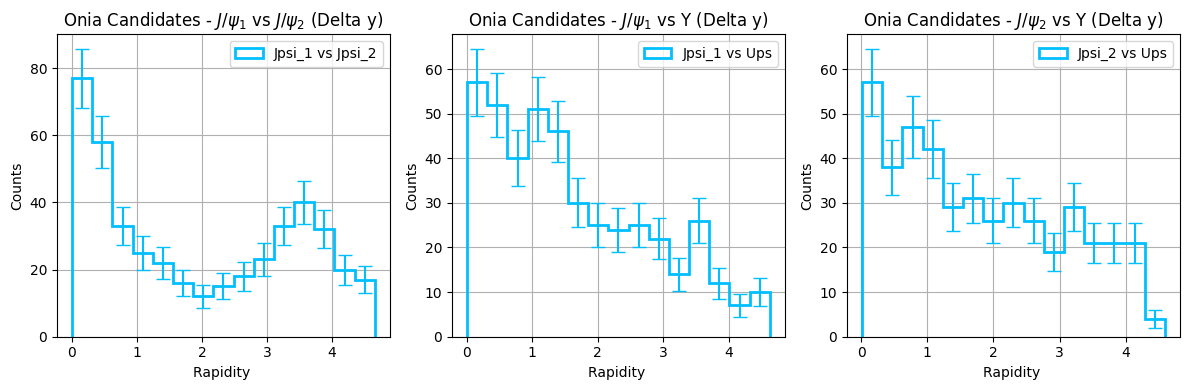 Onia Candidates - J/ψ₁ vs J/ψ₂ (Delta y)
Jpsi_1 vs Jpsi_2
Counts
80
60
40
20
0
0 1 2 3 4
Rapidity
Onia Candidates - J/ψ₁ vs Y (Delta y)
Jpsi_1 vs Ups
Counts
60
50
40
30
20
10
0
0 1 2 3 4
Rapidity
Onia Candidates - J/ψ₂ vs Y (Delta y)
Jpsi_2 vs Ups
Counts
60
50
40
30
20
10
0
0 1 2 3 4
Rapidity